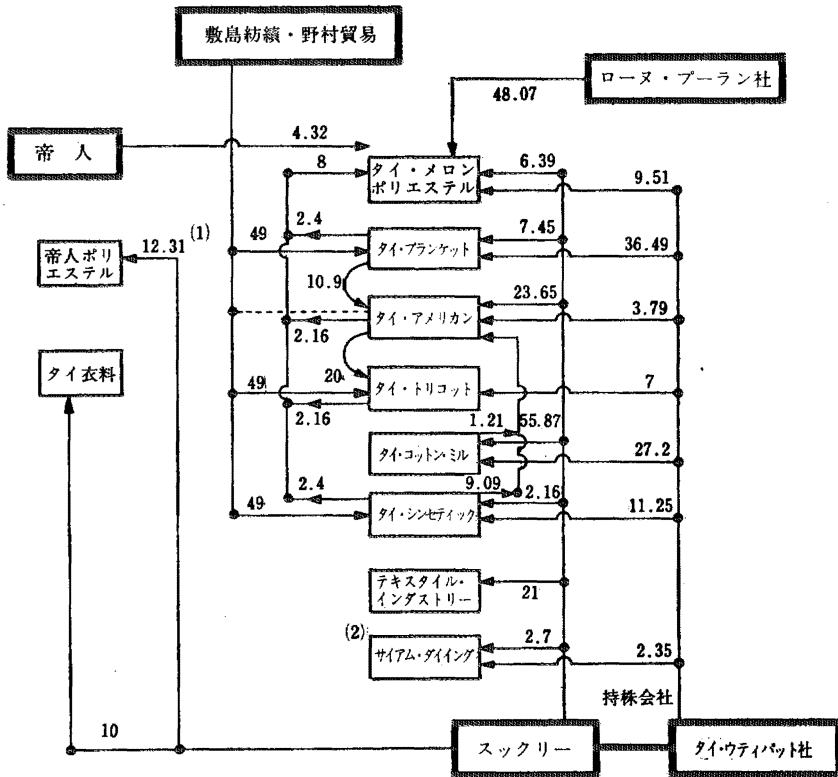 敷島紡績・野村貿易
ローヌ・プーラン社
48.07
帝人
4.32
8
タイ・メロン
ポリエステル
6.39
9.51
(1)
帝人ポリ
エステル
12.31
49
2.4
タイ・ブランケット
7.45
36.49
10.9
23.65
タイ・アメリカン
3.79
2.16
タイ衣料
20
49
タイ・トリコット
7
2.16
1.21
55.87
タイ・コットン・ミル
27.2
2.4
9.09
2.16
49
タイ・シンセティック
11.25
テキスタイル・
インダストリー
21
(2)
サイアム・ダイイング
2.7
2.35
持株会社
10
スックリー
タイ・ウティパット社